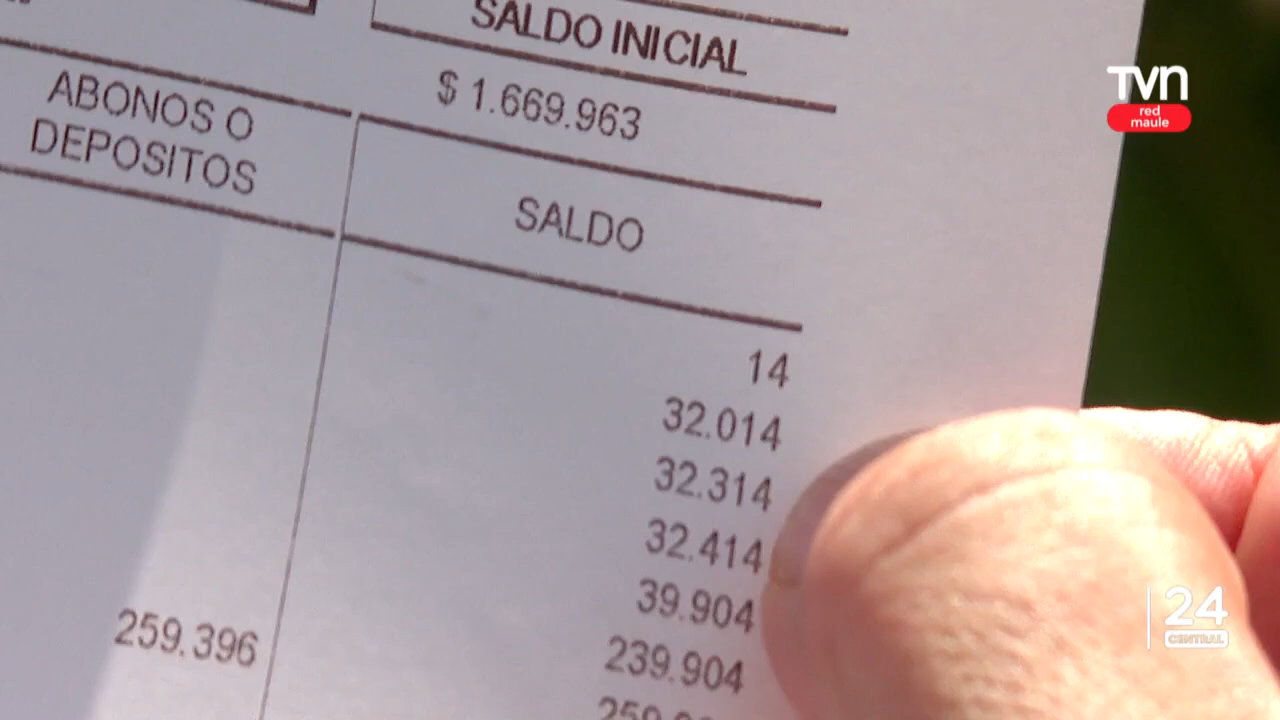 SALDO INICIAL
$ 1.669.963
ABONOS O
DEPOSITOS
SALDO
14
32.014
32.314
32.414
39.904
259.396
239.904
tvn
red
maule
24
CENTRAL